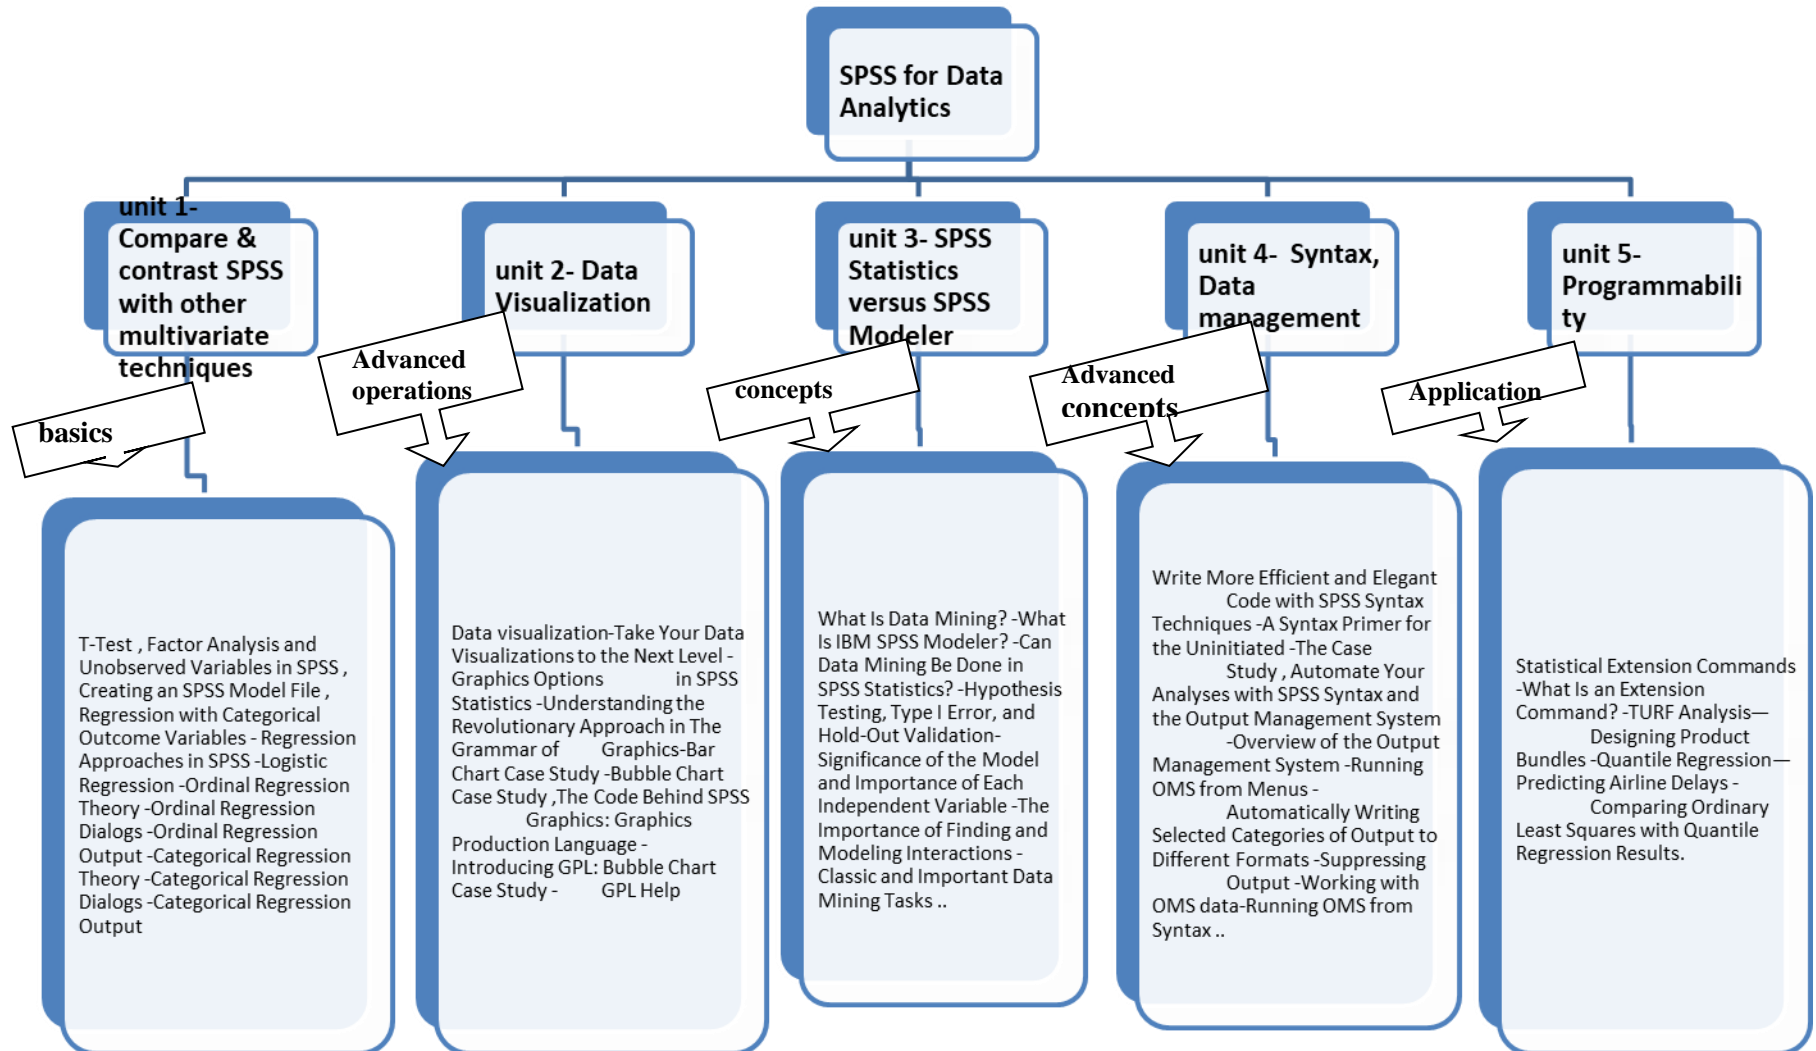 SPSS for Data
Analytics
unit 1-
Compare &
contrast SPSS
with other
multivariate
techniques
basics
T-Test , Factor Analysis and
Unobserved Variables in SPSS ,
Creating an SPSS Model File ,
Regression with Categorical
Outcome Variables - Regression
Approaches in SPSS -Logistic
Regression -Ordinal Regression
Theory -Ordinal Regression
Dialogs -Ordinal Regression
Output -Categorical Regression
Theory -Categorical Regression
Dialogs -Categorical Regression
Output
unit 2- Data
Visualization
Advanced
operations
Data visualization-Take Your Data
Visualizations to the Next Level -
Graphics Options in SPSS
Statistics -Understanding the
Revolutionary Approach in The
Grammar of Graphics-Bar
Chart Case Study -Bubble Chart
Case Study ,The Code Behind SPSS
Graphics: Graphics
Production Language -
Introducing GPL: Bubble Chart
Case Study - GPL Help
unit 3- SPSS
Statistics
versus SPSS
Modeler
concepts
What Is Data Mining? -What
Is IBM SPSS Modeler? -Can
Data Mining Be Done in
SPSS Statistics? -Hypothesis
Testing, Type I Error, and
Hold-Out Validation-
Significance of the Model
and Importance of Each
Independent Variable -The
Importance of Finding and
Modeling Interactions -
Classic and Important Data
Mining Tasks ..
unit 4- Syntax,
Data
management
Advanced
concepts
Write More Efficient and Elegant
Code with SPSS Syntax
Techniques -A Syntax Primer for
the Uninitiated -The Case
Study , Automate Your
Analyses with SPSS Syntax and
the Output Management System
-Overview of the Output
Management System -Running
OMS from Menus -
Automatically Writing
Selected Categories of Output to
Different Formats -Suppressing
Output -Working with
OMS data-Running OMS from
Syntax ..
unit 5-
Programmabili
ty
Application
Statistical Extension Commands
-What Is an Extension
Command? -TURF Analysis—
Designing Product
Bundles -Quantile Regression—
Predicting Airline Delays -
Comparing Ordinary
Least Squares with Quantile
Regression Results.